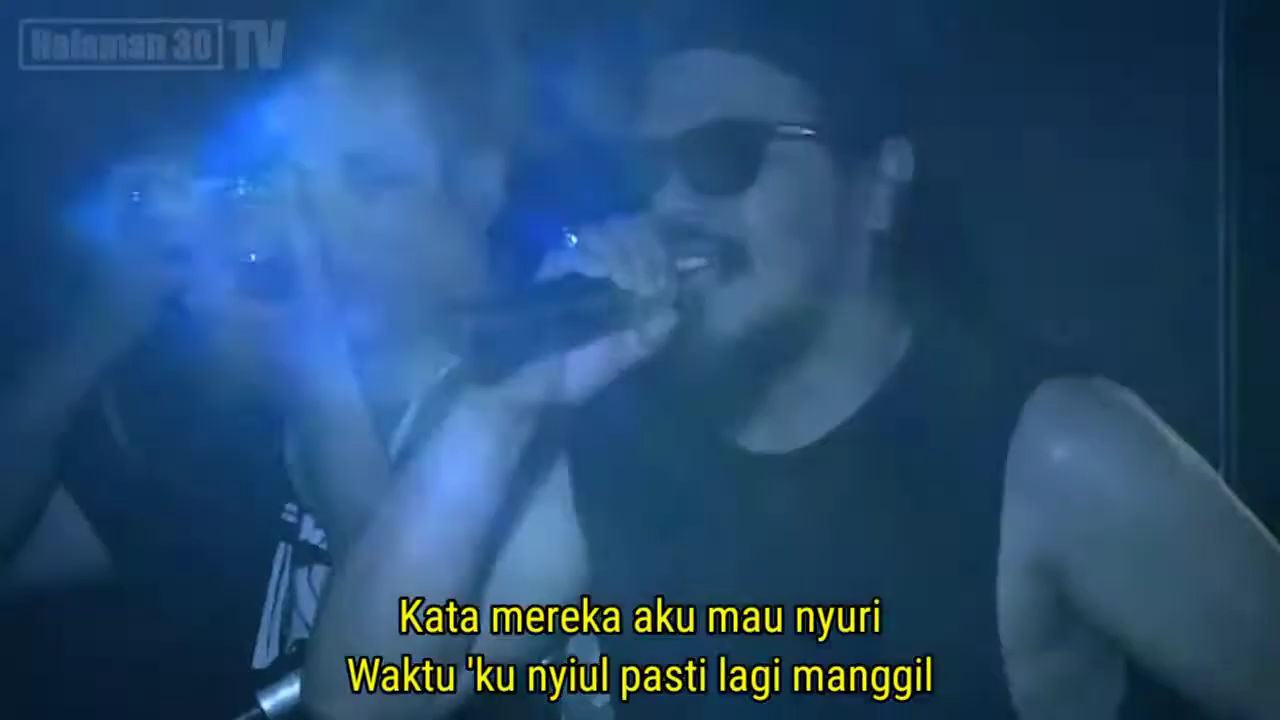 Halaman 30 TV
Kata mereka aku mau nyuri
Waktu 'ku nyiul pasti lagi manggil